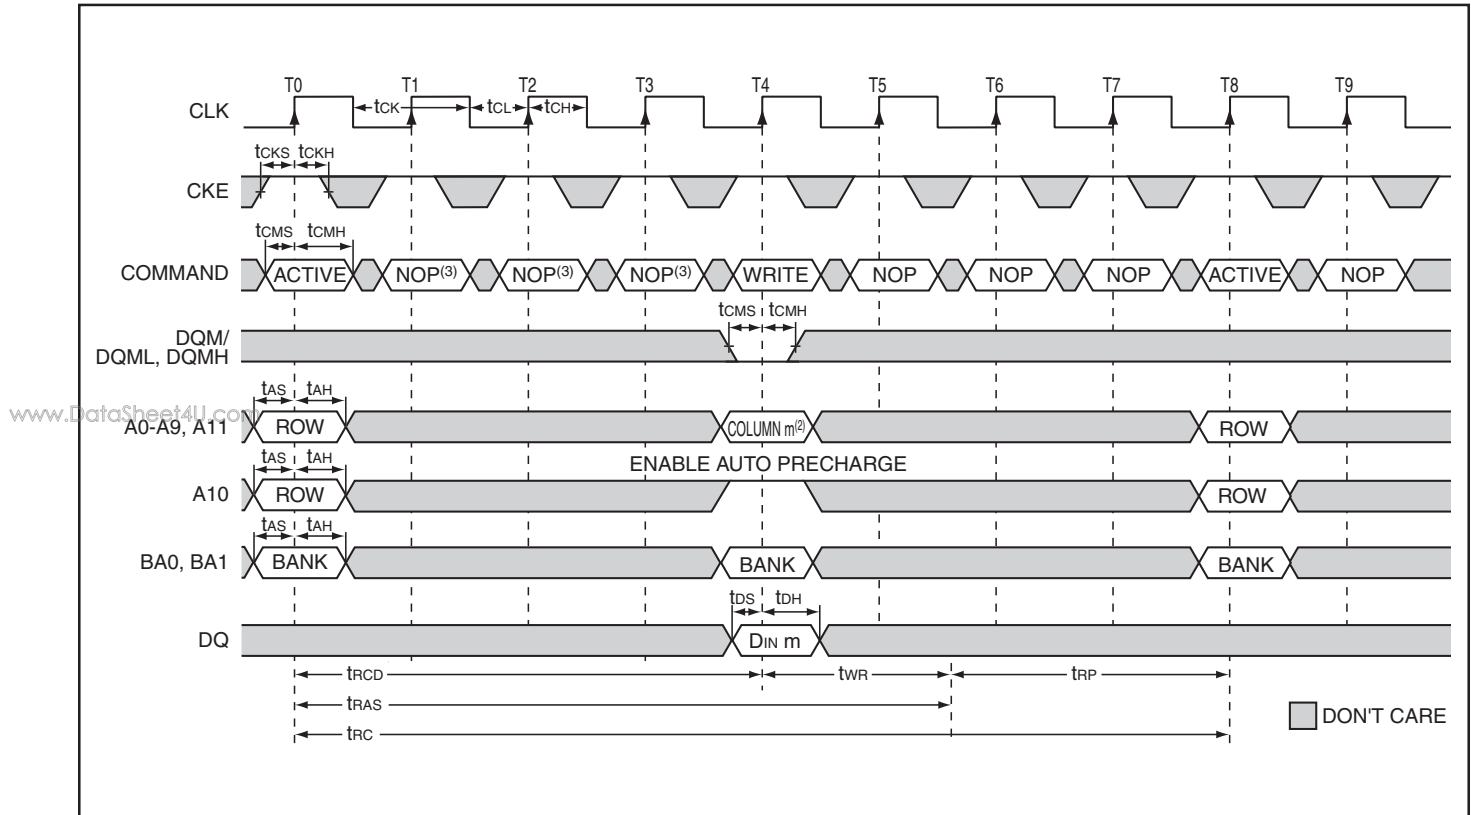 T0 T1 T2 T3 T4 T5 T6 T7 T8 T9
CLK tCK tCL tCH
tCKS tCKH
CKE
tCMS tCMH
COMMAND ACTIVE NOP(3) NOP(3) NOP(3) WRITE NOP NOP NOP ACTIVE NOP
tCMS tCMH
DQM/
DQML, DQMH
tAS tAH
www.DataSheet4U.com
A0-A9, A11 ROW COLUMN m(2) ROW
tAS tAH ENABLE AUTO PRECHARGE
A10 ROW ROW
tAS tAH
BA0, BA1 BANK BANK BANK
tDS tDH
DQ DIN m
tRCD tWR tRP
tRAS
DON'T CARE
tRC